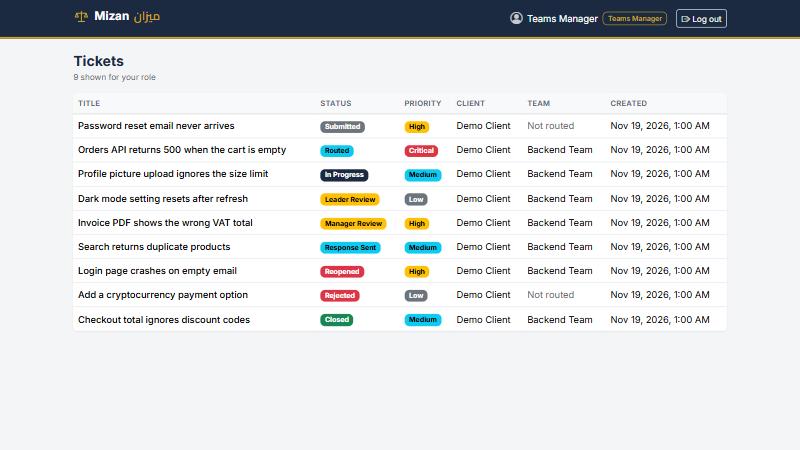 Mizan ميزان
Teams Manager Teams Manager Log out
Tickets
9 shown for your role
TITLE STATUS PRIORITY CLIENT TEAM CREATED
Password reset email never arrives Submitted High Demo Client Not routed Nov 19, 2026, 1:00 AM
Orders API returns 500 when the cart is empty Routed Critical Demo Client Backend Team Nov 19, 2026, 1:00 AM
Profile picture upload ignores the size limit In Progress Medium Demo Client Backend Team Nov 19, 2026, 1:00 AM
Dark mode setting resets after refresh Leader Review Low Demo Client Backend Team Nov 19, 2026, 1:00 AM
Invoice PDF shows the wrong VAT total Manager Review High Demo Client Backend Team Nov 19, 2026, 1:00 AM
Search returns duplicate products Response Sent Medium Demo Client Backend Team Nov 19, 2026, 1:00 AM
Login page crashes on empty email Reopened High Demo Client Backend Team Nov 19, 2026, 1:00 AM
Add a cryptocurrency payment option Rejected Low Demo Client Not routed Nov 19, 2026, 1:00 AM
Checkout total ignores discount codes Closed Medium Demo Client Backend Team Nov 19, 2026, 1:00 AM